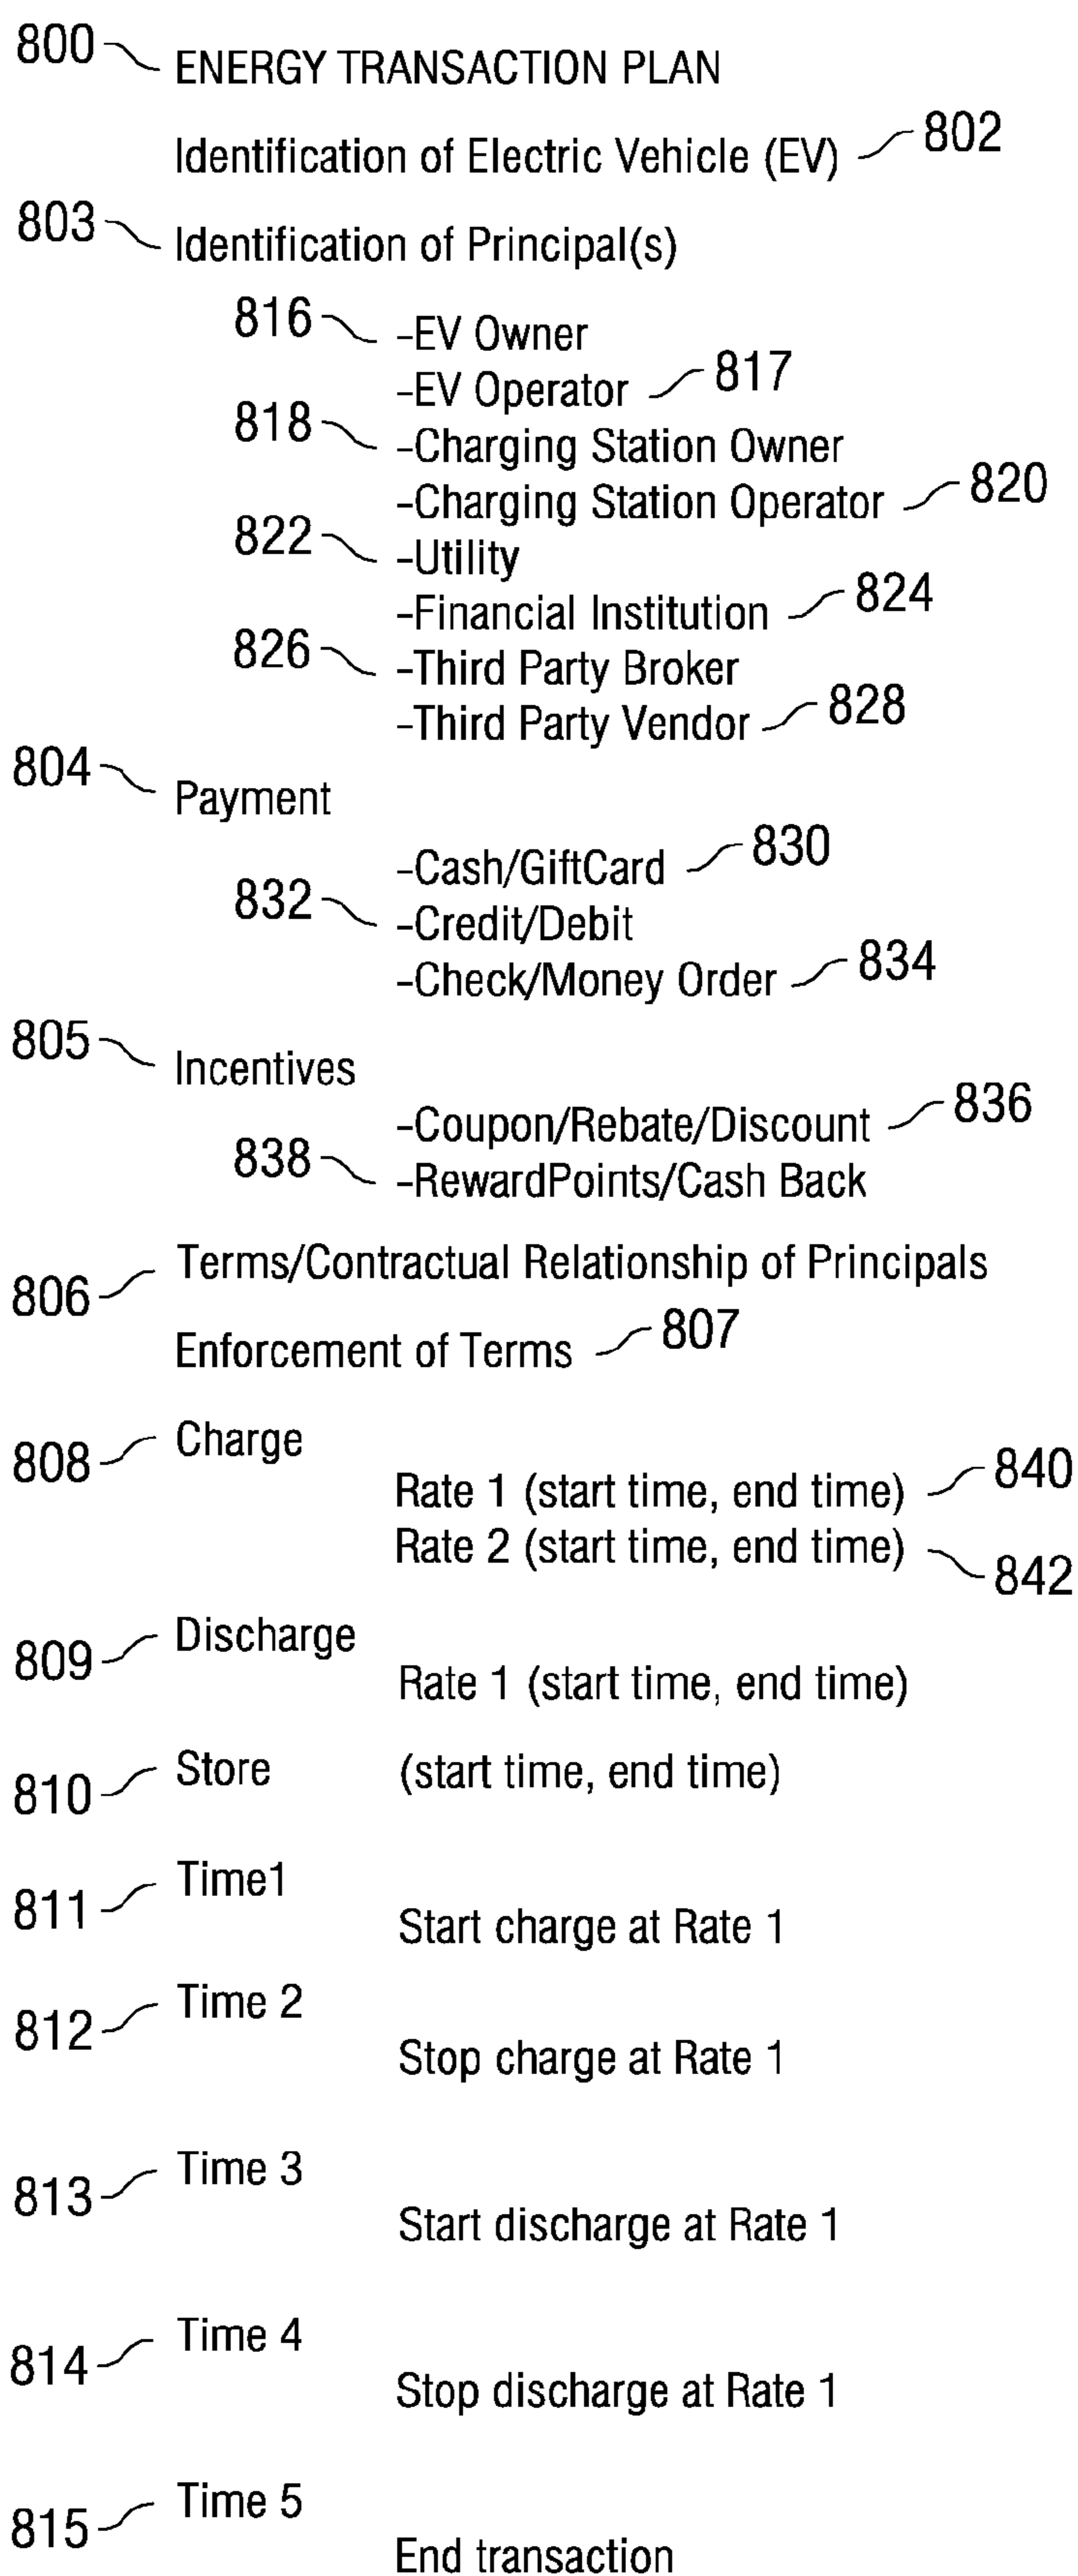 800 ENERGY TRANSACTION PLAN
Identification of Electric Vehicle (EV) 802
803 Identification of Principal(s)
816 -EV Owner
-EV Operator 817
818 -Charging Station Owner
-Charging Station Operator 820
822 -Utility
-Financial Institution 824
826 -Third Party Broker
-Third Party Vendor 828
804 Payment
-Cash/GiftCard 830
832 -Credit/Debit
-Check/Money Order 834
805 Incentives
-Coupon/Rebate/Discount 836
838 -RewardPoints/Cash Back
806 Terms/Contractual Relationship of Principals
Enforcement of Terms 807
808 Charge
Rate 1 (start time, end time) 840
Rate 2 (start time, end time) 842
809 Discharge
Rate 1 (start time, end time)
810 Store (start time, end time)
811 Time1
Start charge at Rate 1
812 Time 2
Stop charge at Rate 1
813 Time 3
Start discharge at Rate 1
814 Time 4
Stop discharge at Rate 1
815 Time 5
End transaction